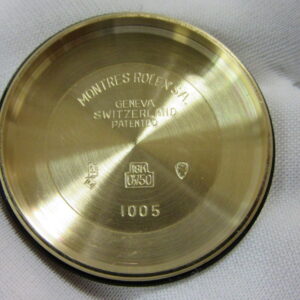 MONTRES ROLEX S.A.
GENEVA
SWITZERLAND
PATENTED
18K
0,750
1005